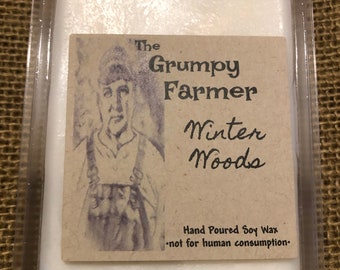 The
Grumpy
Farmer
Winter
Woods
Hand Poured Soy Wax
•not for human consumption•